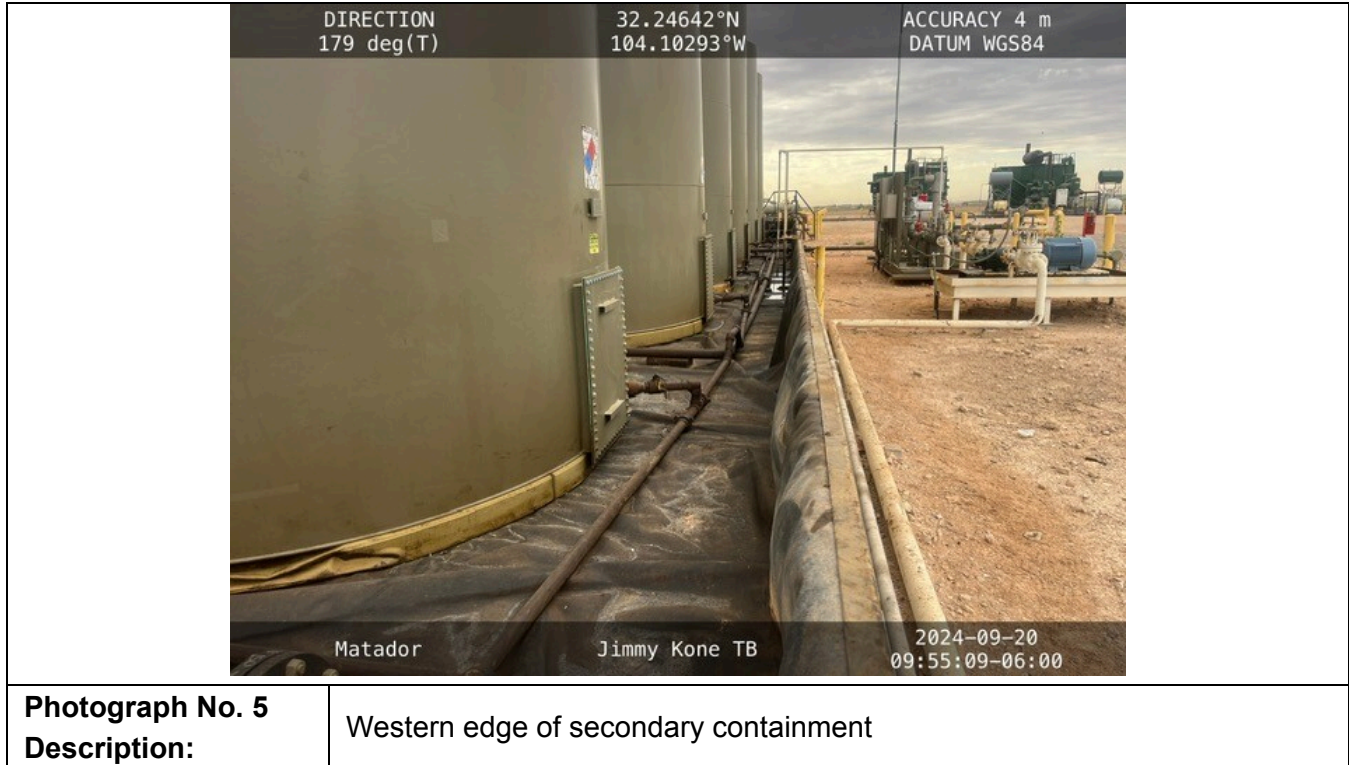 DIRECTION
179 deg(T)
32.24642°N
104.10293°W
ACCURACY 4 m
DATUM WGS84
Matador
Jimmy Kone TB
2024-09-20
09:55:09-06:00
Photograph No. 5
Description:
Western edge of secondary containment